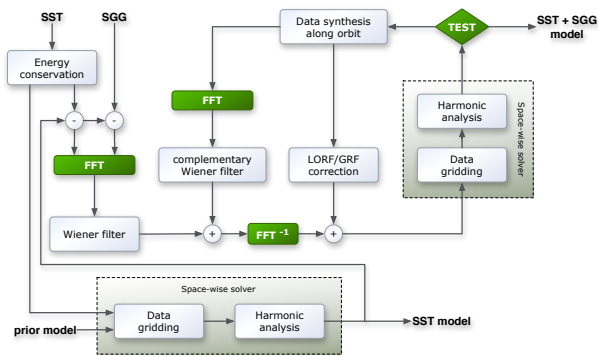 SST
SGG
Data synthesis
along orbit
TEST
SST + SGG
model
Energy
conservation
-
-
FFT
FFT
Harmonic
analysis
Space-wise solver
complementary
Wiener filter
LORF/GRF
correction
Data
gridding
Wiener filter
+
FFT -1
+
Space-wise solver
prior model
Data
gridding
Harmonic
analysis
SST model